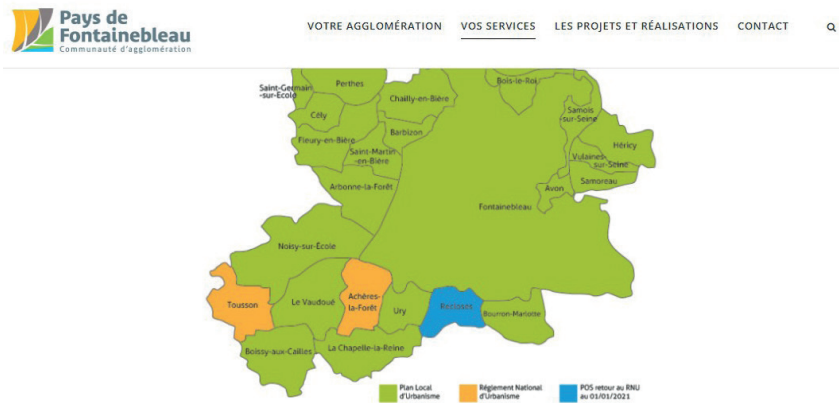 Pays de
Fontainebleau
Communauté d'agglomération
VOTRE AGGLOMÉRATION VOS SERVICES LES PROJETS ET RÉALISATIONS CONTACT
Saint-Germain
-sur-École
Perthes
Chailly-en-Bière
Bois-le-Roi
Cély
Samois
-sur-Seine
Fleury-en-Bière
Barbizon
Saint-Martin
-en-Bière
Héricy
Vulaines-
sur-Seine
Arbonne-la-Forêt
Avon
Samoreau
Fontainebleau
Noisy-sur-École
Tousson
Le Vaudoué
Achères-
la-Forêt
Ury
Recloses
Bourron-Marlotte
Boissy-aux-Cailles
La Chapelle-la-Reine
Plan Local
d'Urbanisme
Réglement National
d'Urbanisme
POS retour au RNU
au 01/01/2021